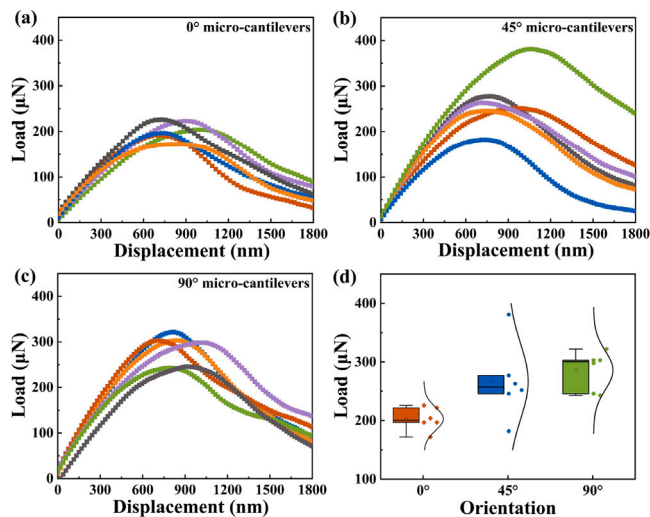 (a)
0° micro-cantilevers
400
300
200
100
0
Load (μN)
0 300 600 900 1200 1500 1800
Displacement (nm)
(b)
45° micro-cantilevers
400
300
200
100
0
Load (μN)
0 300 600 900 1200 1500 1800
Displacement (nm)
(c)
90° micro-cantilevers
400
300
200
100
0
Load (μN)
0 300 600 900 1200 1500 1800
Displacement (nm)
(d)
500
400
300
200
100
Load (μN)
0° 45° 90°
Orientation